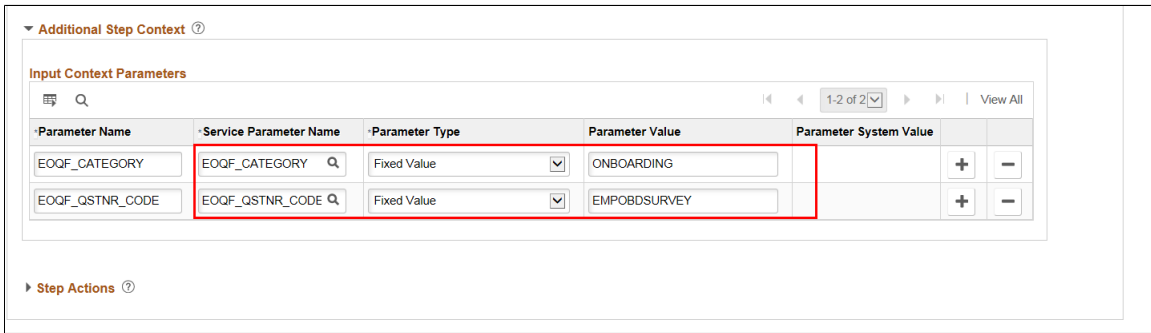 Additional Step Context
Input Context Parameters
1-2 of 2 | View All
*Parameter Name *Service Parameter Name *Parameter Type Parameter Value Parameter System Value
EOQF_CATEGORY EOQF_CATEGORY Fixed Value ONBOARDING + −
EOQF_QSTNR_CODE EOQF_QSTNR_CODE Fixed Value EMPOBDSURVEY + −
Step Actions